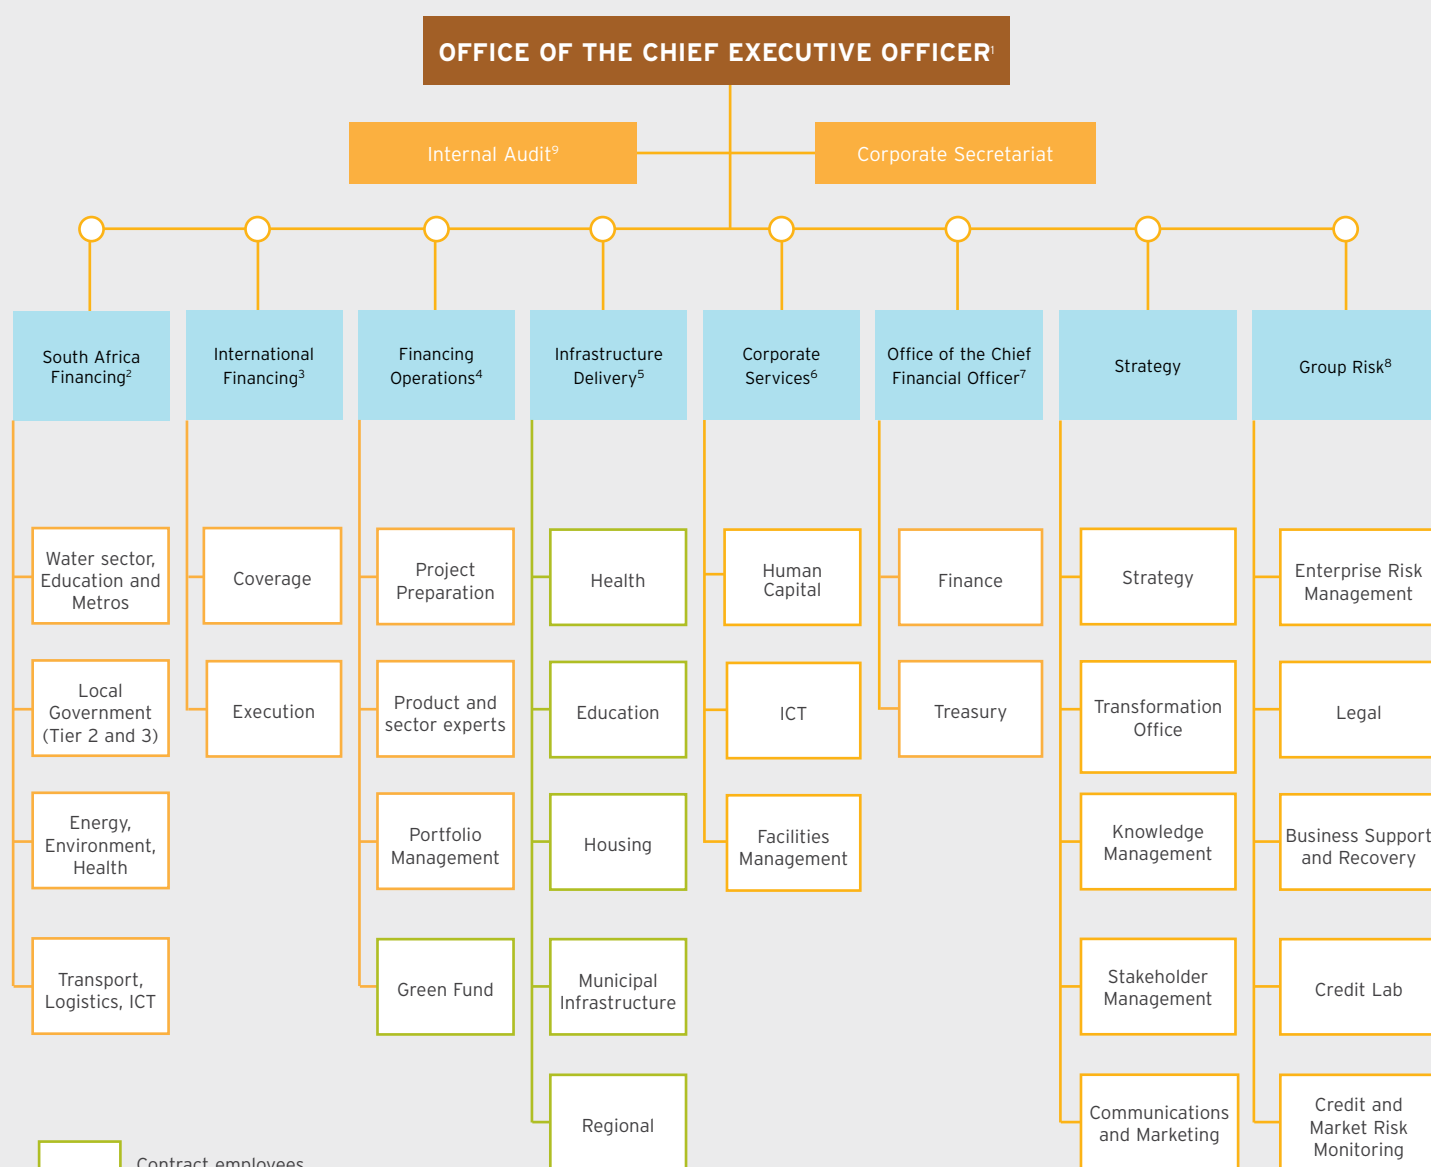 OFFICE OF THE CHIEF EXECUTIVE OFFICER¹
Internal Audit⁹
Corporate Secretariat
South Africa
Financing²
International
Financing³
Financing
Operations⁴
Infrastructure
Delivery⁵
Corporate
Services⁶
Office of the Chief
Financial Officer⁷
Strategy
Group Risk⁸
Water sector,
Education and
Metros
Local
Government
(Tier 2 and 3)
Energy,
Environment,
Health
Transport,
Logistics, ICT
Coverage
Execution
Project
Preparation
Product and
sector experts
Portfolio
Management
Green Fund
Health
Education
Housing
Municipal
Infrastructure
Regional
Human
Capital
ICT
Facilities
Management
Finance
Treasury
Strategy
Transformation
Office
Knowledge
Management
Stakeholder
Management
Communications
and Marketing
Enterprise Risk
Management
Legal
Business Support
and Recovery
Credit Lab
Credit and
Market Risk
Monitoring
Contract employees